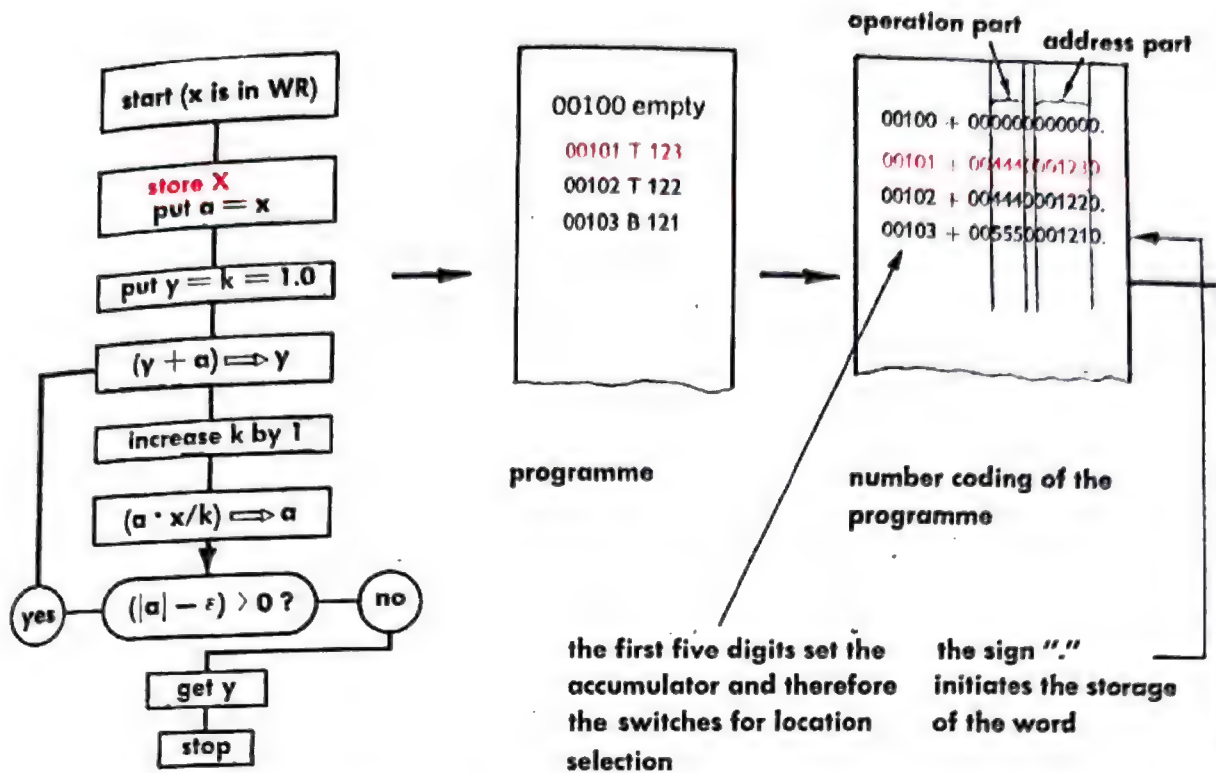 start (x is in WR)
store X
put a = x
put y = k = 1.0
(y + a) ⟹ y
increase k by 1
(a · x/k) ⟹ a
(|a| − ε) > 0 ?
yes
no
get y
stop
00100 empty
00101 T 123
00102 T 122
00103 B 121
programme
operation part
address part
00100 + 000000000000.
00101 + 004440001230
00102 + 004440001220.
00103 + 005550001210.
number coding of the
programme
the first five digits set the
accumulator and therefore
the switches for location
selection
the sign "."
initiates the storage
of the word